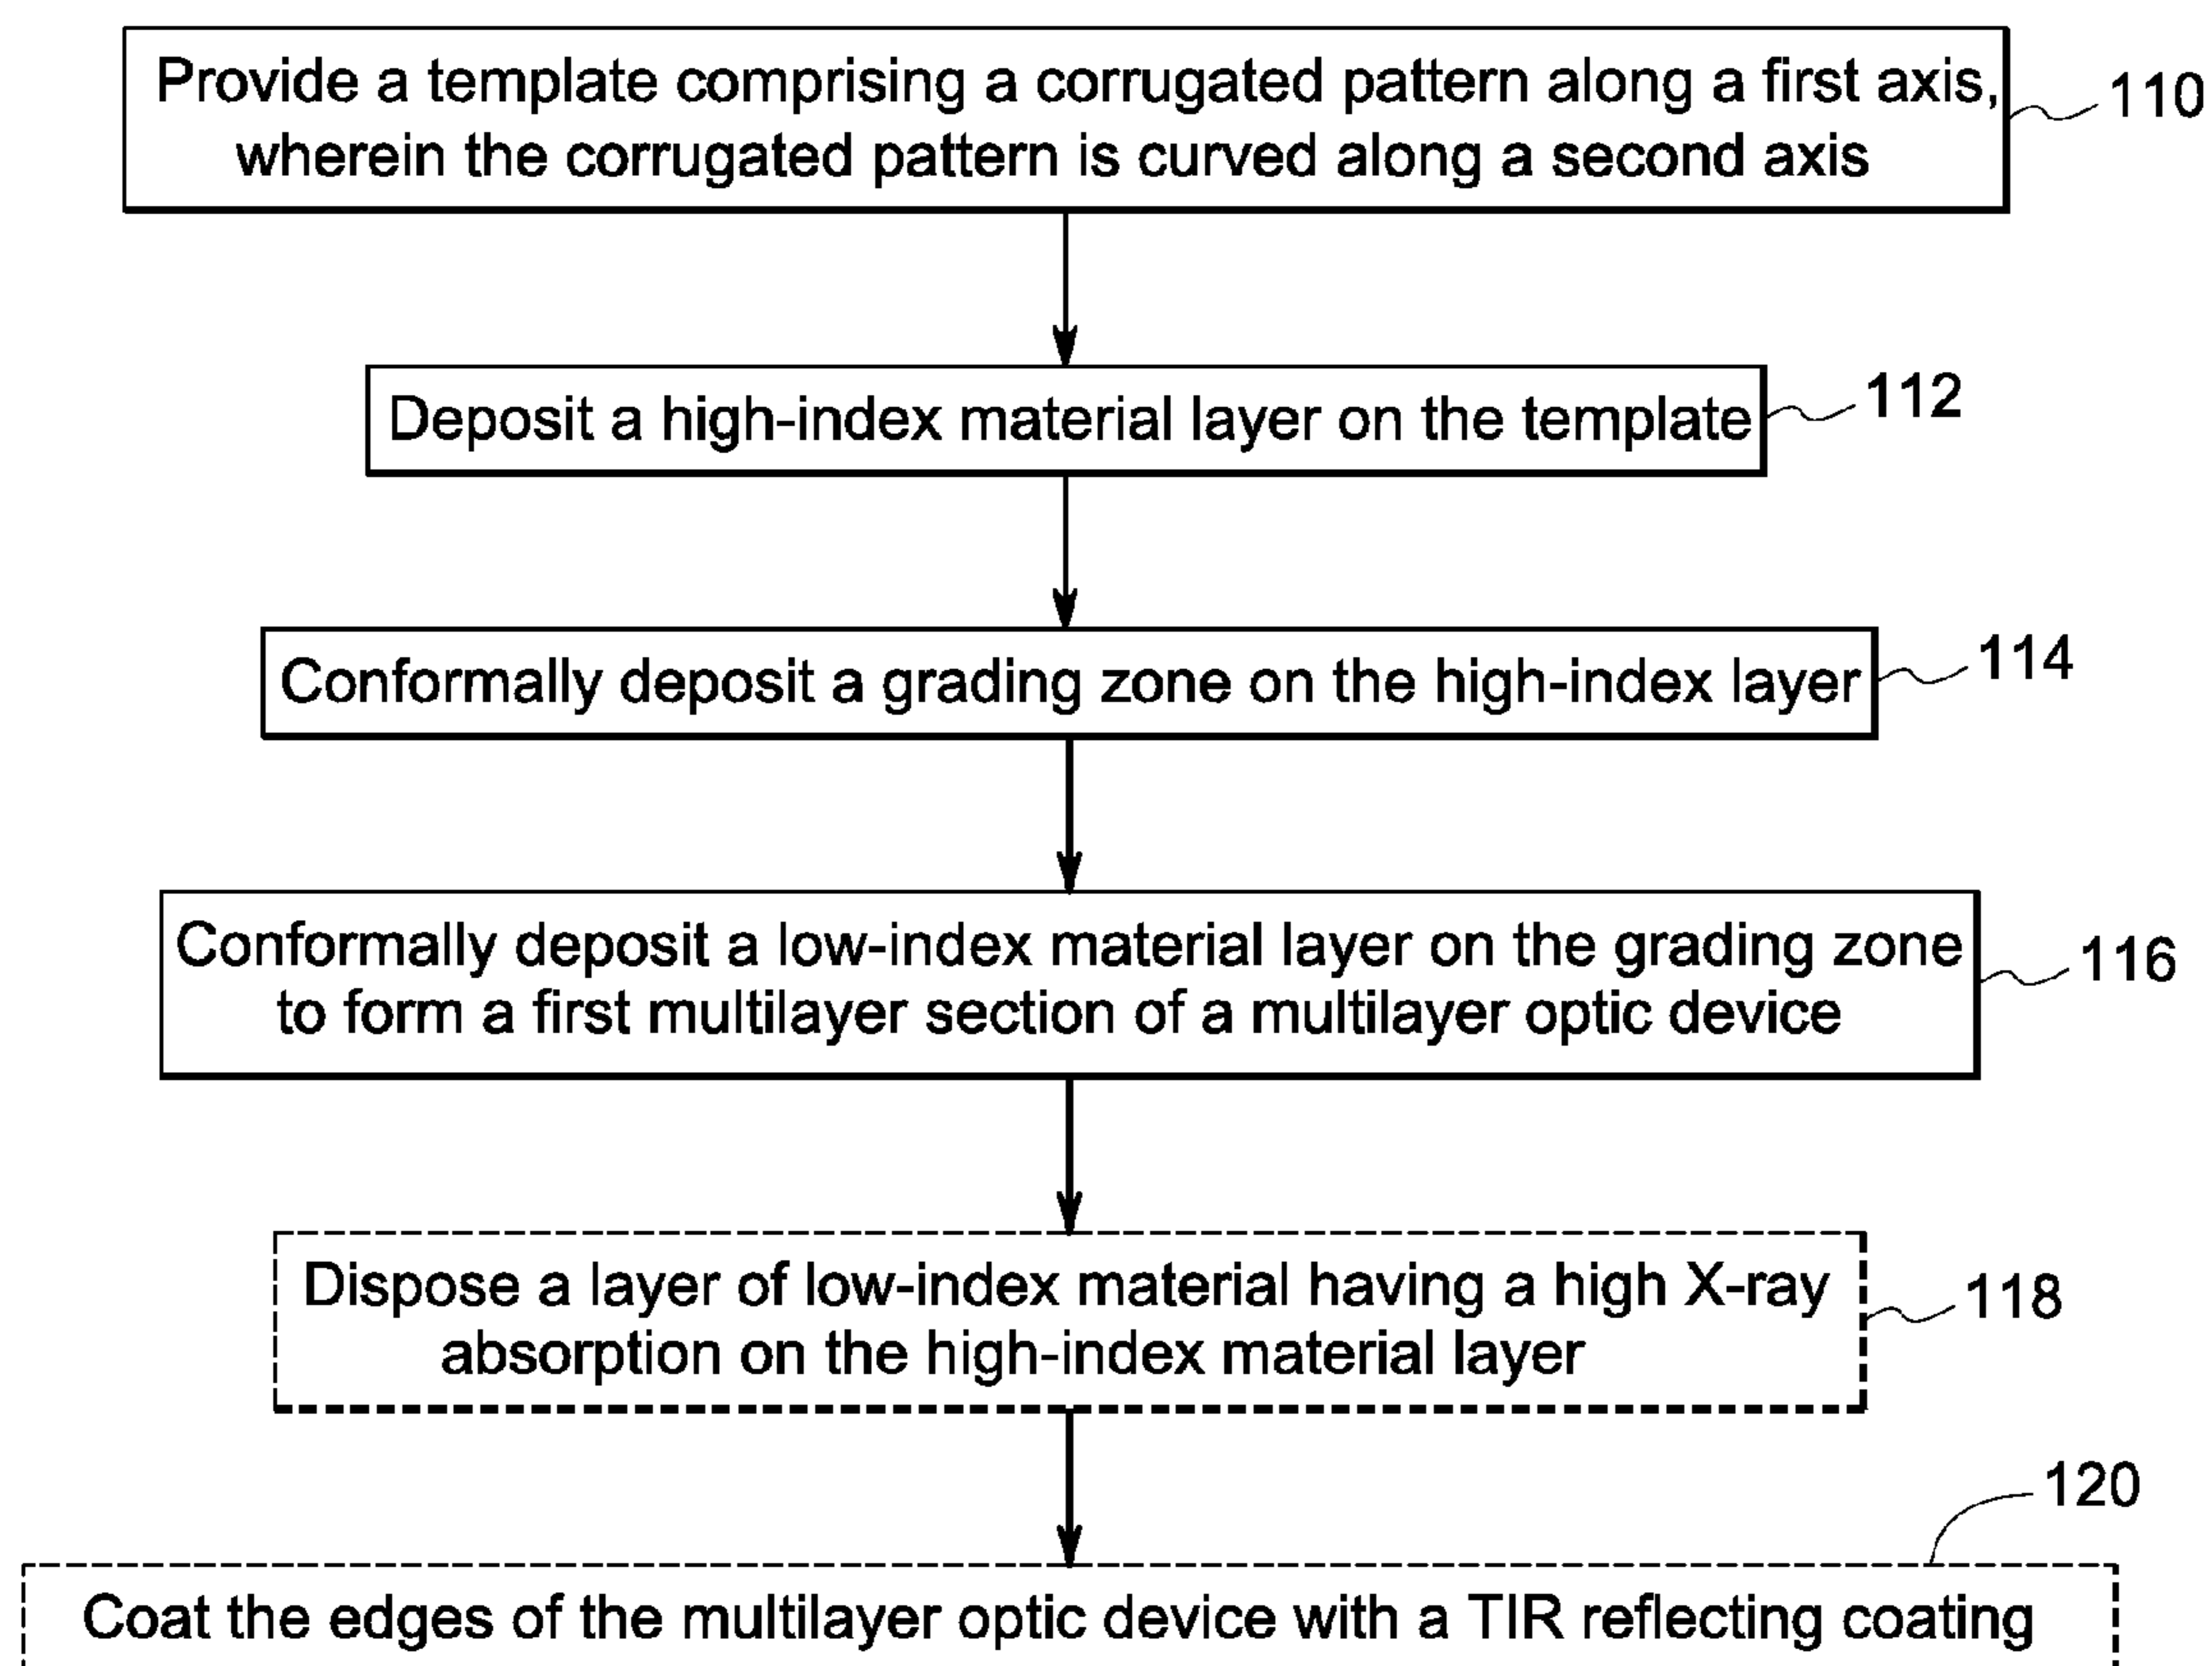 Provide a template comprising a corrugated pattern along a first axis,
wherein the corrugated pattern is curved along a second axis
110
Deposit a high-index material layer on the template
112
Conformally deposit a grading zone on the high-index layer
114
Conformally deposit a low-index material layer on the grading zone
to form a first multilayer section of a multilayer optic device
116
Dispose a layer of low-index material having a high X-ray
absorption on the high-index material layer
118
120
Coat the edges of the multilayer optic device with a TIR reflecting coating